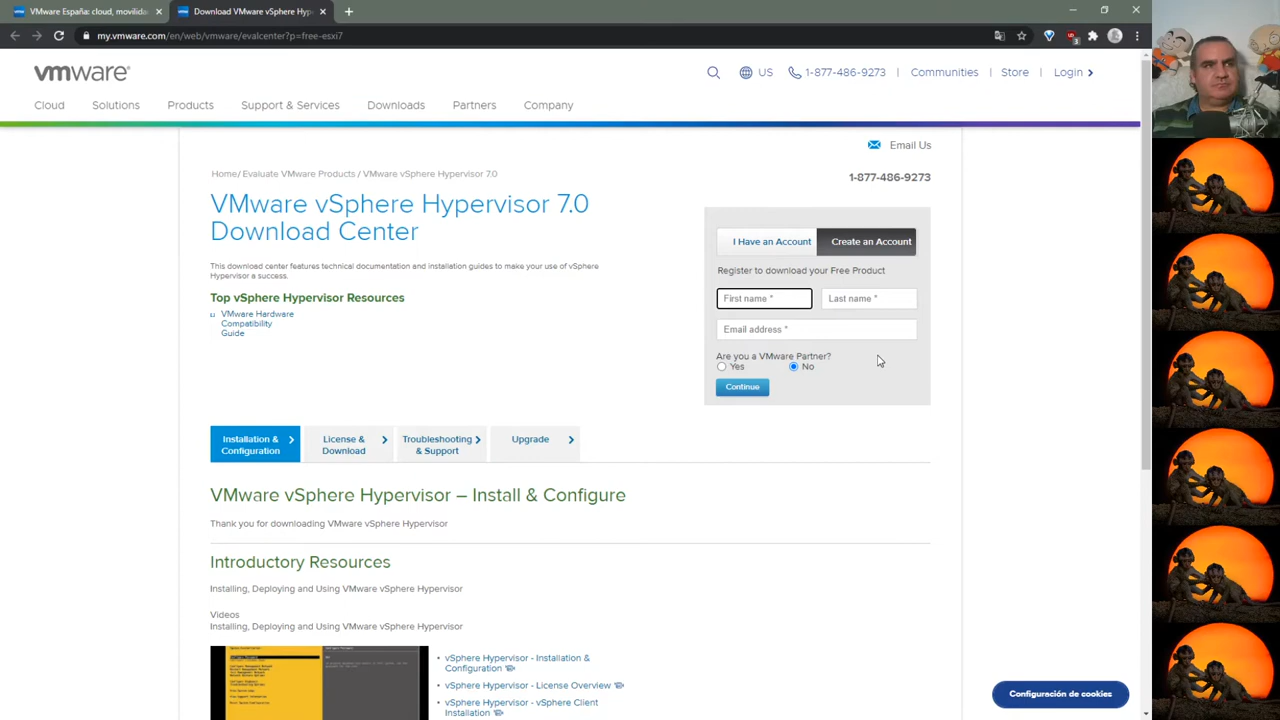 VMware España: cloud, movilida
Download VMware vSphere Hyper
my.vmware.com/en/web/vmware/evalcenter?p=free-esxi7
vmware®
US
1-877-486-9273
Communities
Store
Login
Cloud
Solutions
Products
Support & Services
Downloads
Partners
Company
Email Us
1-877-486-9273
Home/ Evaluate VMware Products / VMware vSphere Hypervisor 7.0
VMware vSphere Hypervisor 7.0
Download Center
This download center features technical documentation and installation guides to make your use of vSphere
Hypervisor a success.
Top vSphere Hypervisor Resources
VMware Hardware
Compatibility
Guide
I Have an Account
Create an Account
Register to download your Free Product
First name *
Last name *
Email address *
Are you a VMware Partner?
Yes
No
Continue
Installation &
Configuration
License &
Download
Troubleshooting
& Support
Upgrade
VMware vSphere Hypervisor – Install & Configure
Thank you for downloading VMware vSphere Hypervisor
Introductory Resources
Installing, Deploying and Using VMware vSphere Hypervisor
Videos
Installing, Deploying and Using VMware vSphere Hypervisor
• vSphere Hypervisor - Installation &
Configuration
• vSphere Hypervisor - License Overview
• vSphere Hypervisor - vSphere Client
Installation
Configuración de cookies